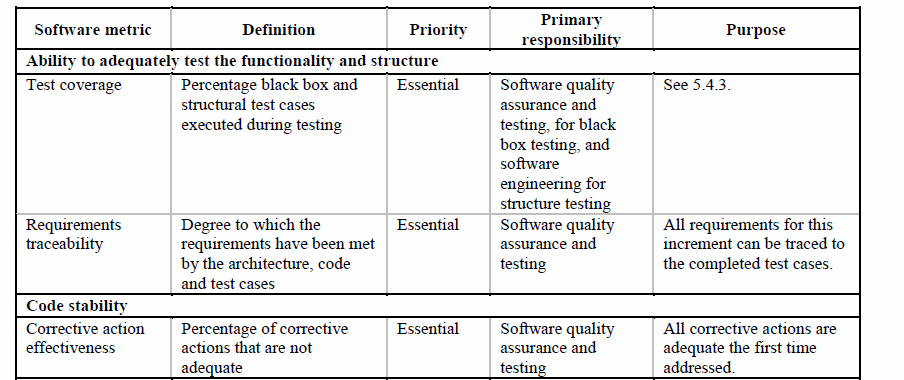 Software metric
Definition
Priority
Primary
responsibility
Purpose
Ability to adequately test the functionality and structure
Test coverage
Percentage black box and
structural test cases
executed during testing
Essential
Software quality
assurance and
testing, for black
box testing, and
software
engineering for
structure testing
See 5.4.3.
Requirements
traceability
Degree to which the
requirements have been met
by the architecture, code
and test cases
Essential
Software quality
assurance and
testing
All requirements for this
increment can be traced to
the completed test cases.
Code stability
Corrective action
effectiveness
Percentage of corrective
actions that are not
adequate
Essential
Software quality
assurance and
testing
All corrective actions are
adequate the first time
addressed.